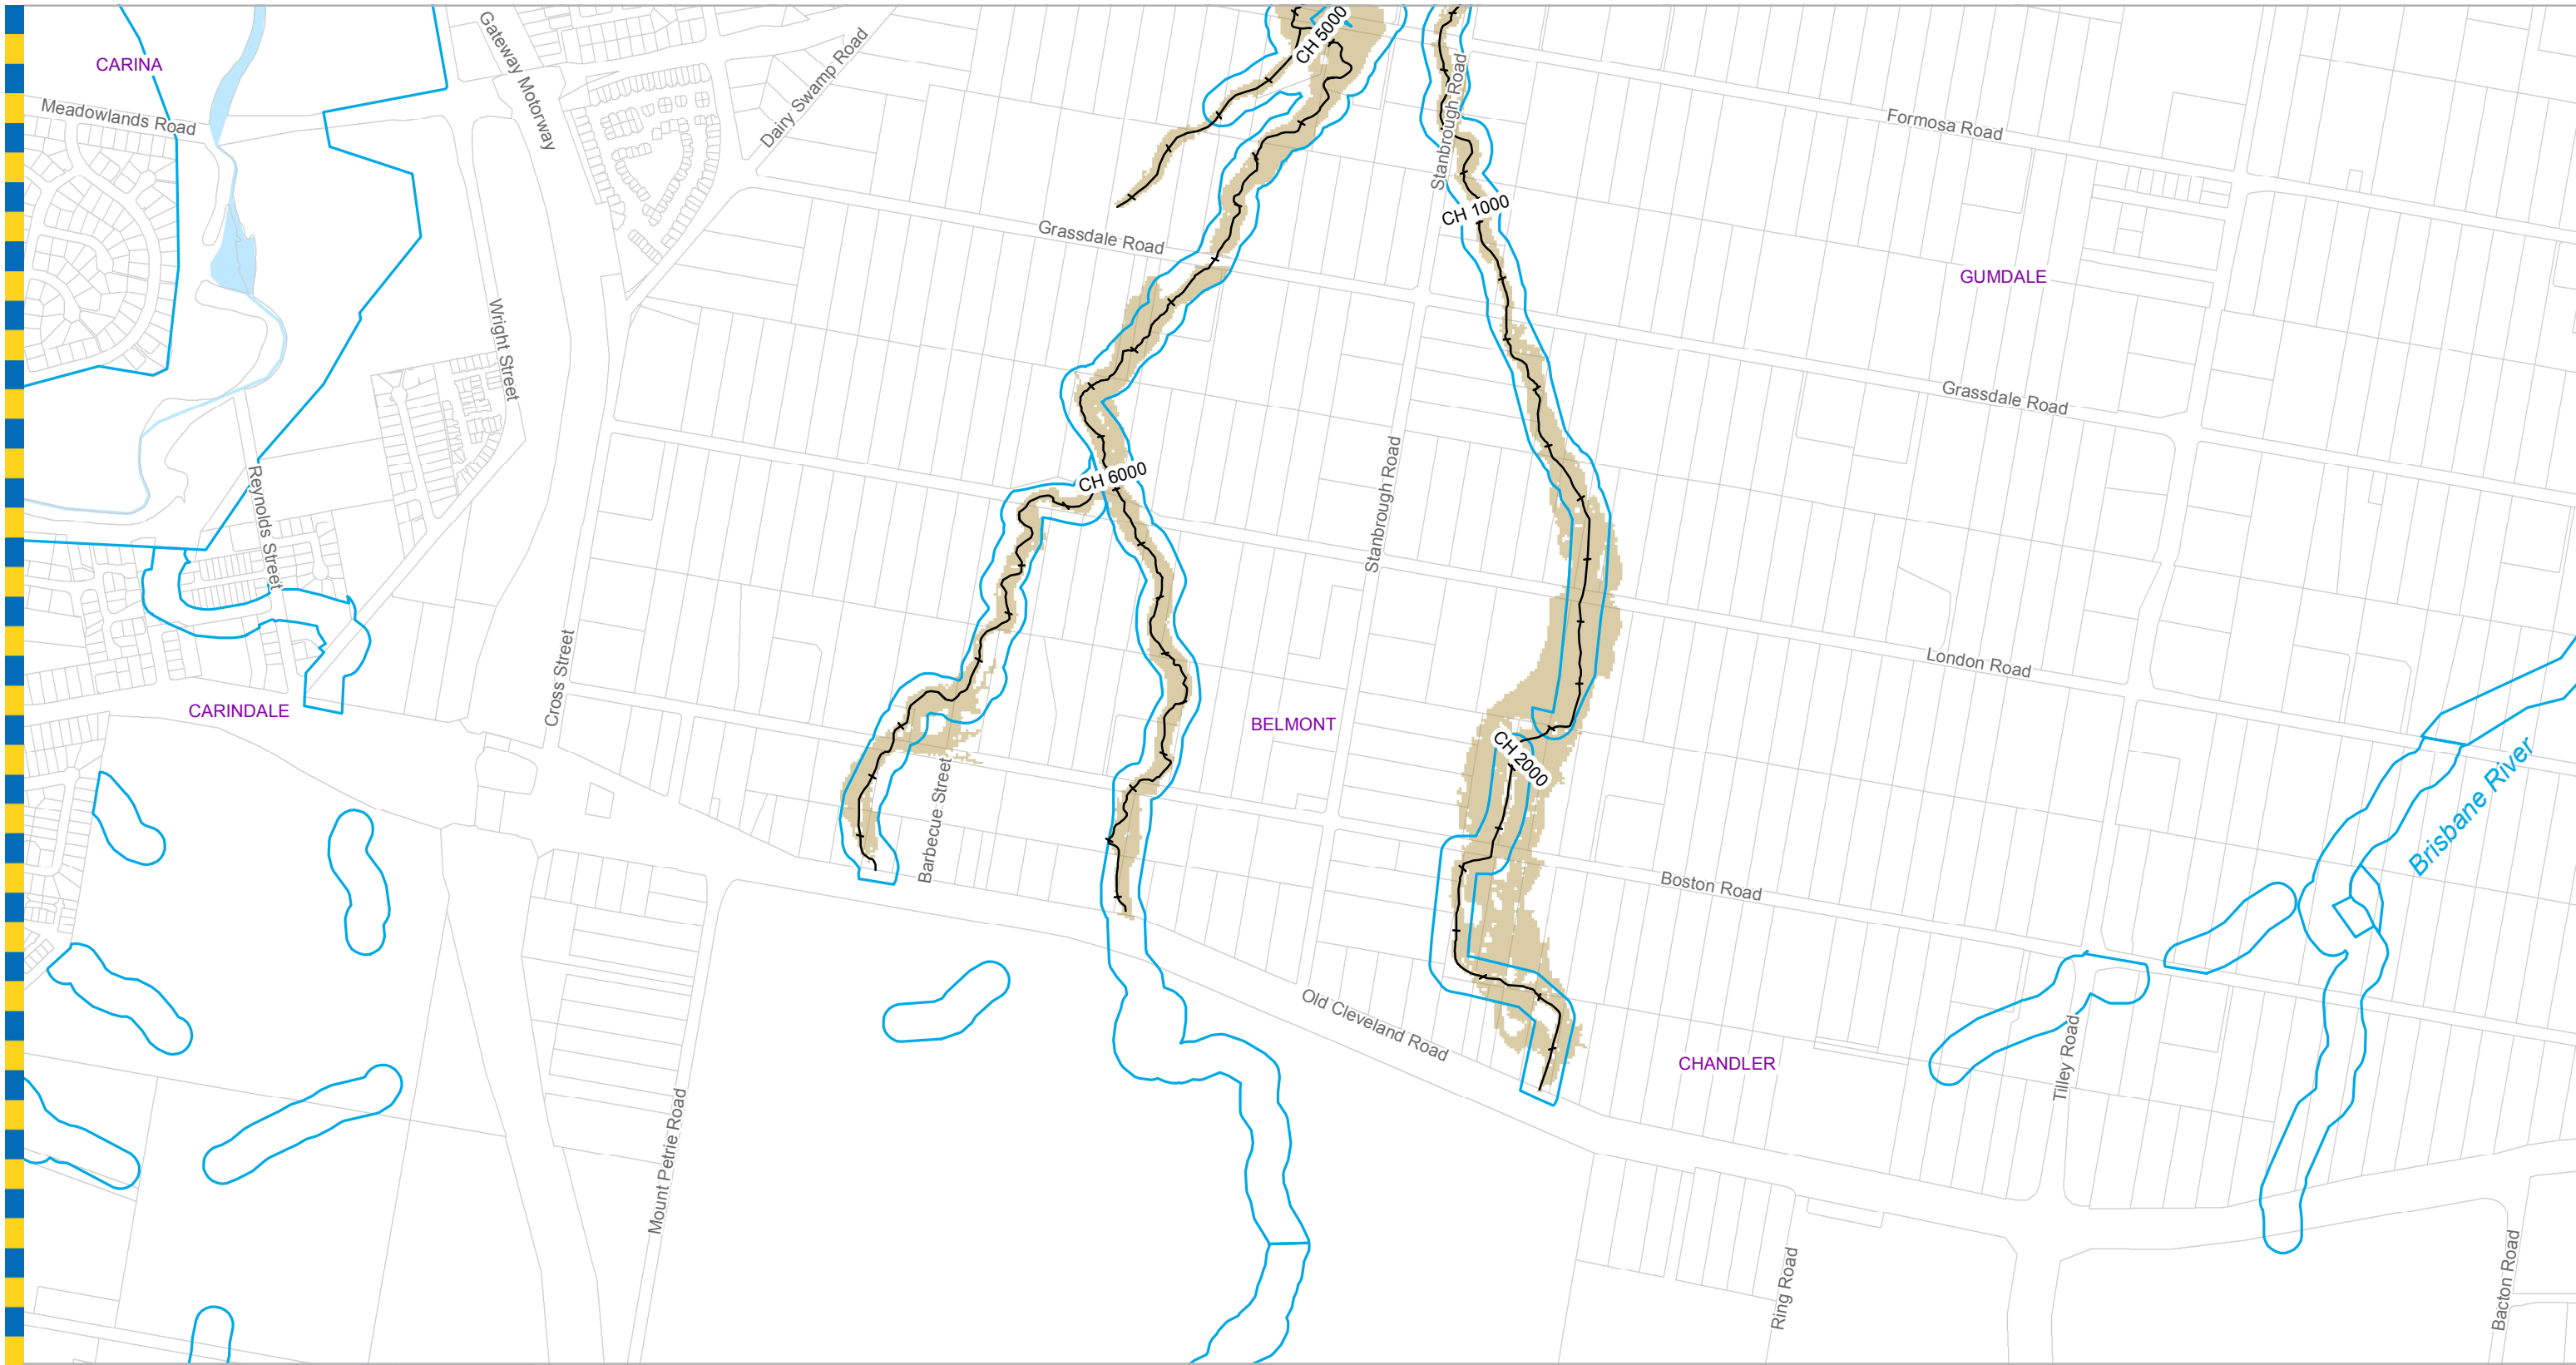 CH 5000
Gateway Motorway
Dairy Swamp Road
CARINA
Stanbrough Road
Meadowlands Road
Formosa Road
CH 1000
Grassdale Road
GUMDALE
Wright Street
Grassdale Road
Stanbrough Road
CH 6000
Reynolds Street
London Road
Cross Street
CARINDALE
BELMONT
CH 2000
Brisbane River
Barbecue Street
Boston Road
Old Cleveland Road
CHANDLER
Tilley Road
Mount Petrie Road
Ring Road
Bacton Road